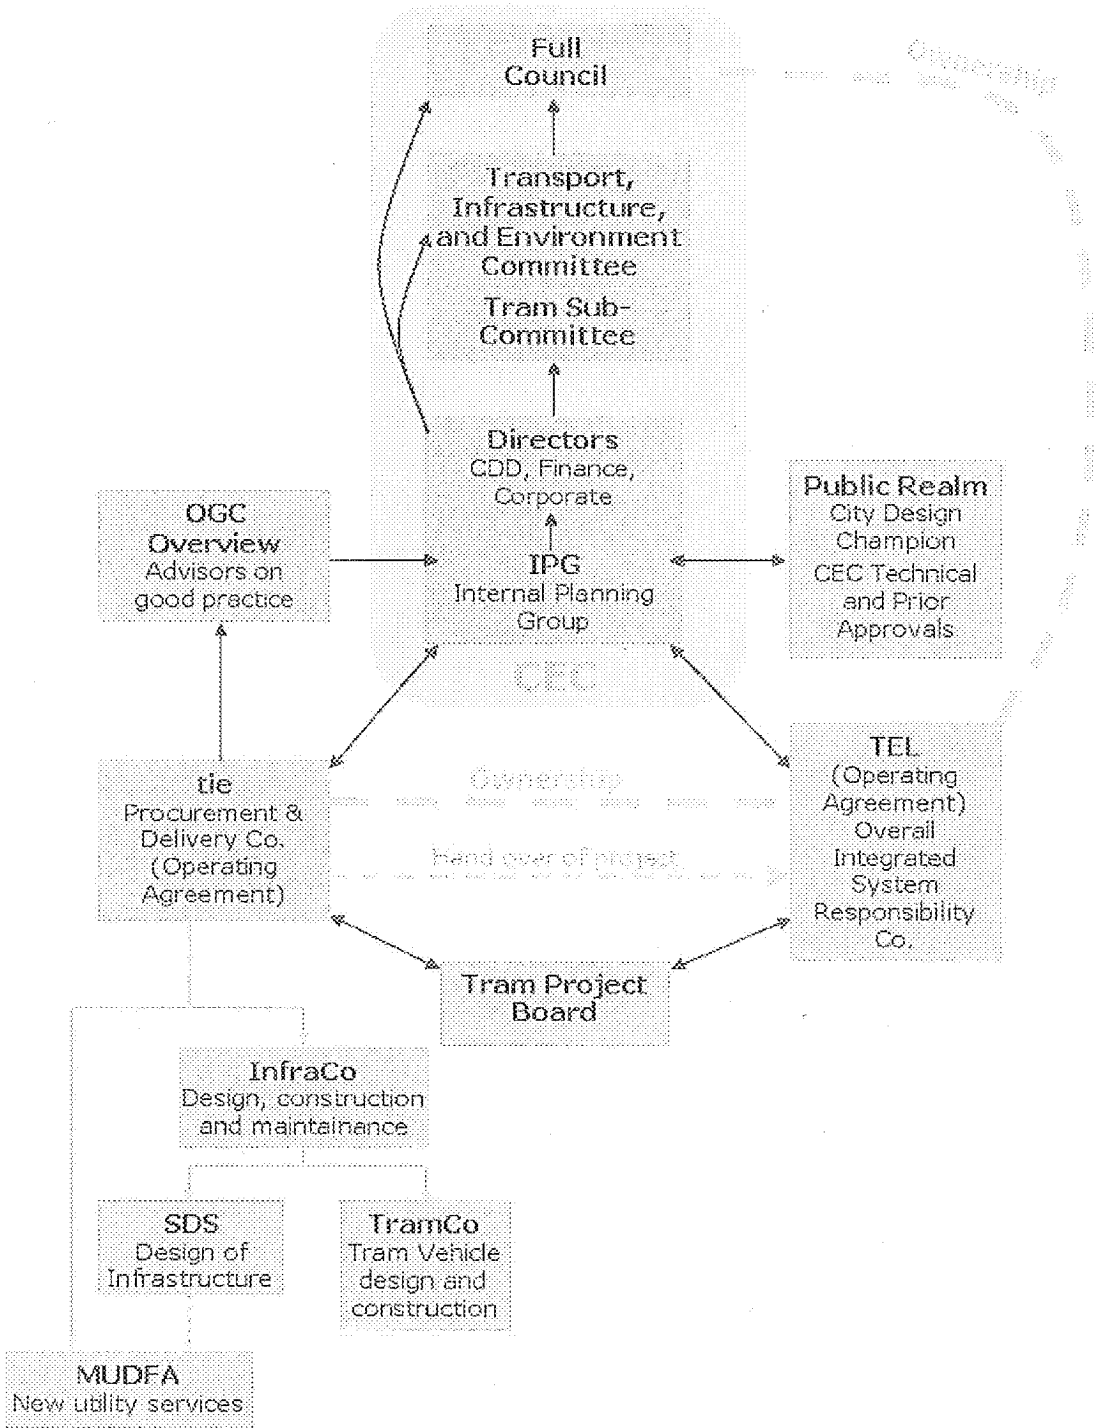 Full
Council
Ownership
Transport,
Infrastructure,
and Environment
Committee
Tram Sub-
Committee
Directors
CDD, Finance,
Corporate
IPG
Internal Planning
Group
CEC
OGC
Overview
Advisors on
good practice
Public Realm
City Design
Champion
CEC Technical
and Prior
Approvals
tie
Procurement &
Delivery Co.
(Operating
Agreement)
Ownership
Hand over of project
TEL
(Operating
Agreement)
Overall
Integrated
System
Responsibility
Co.
Tram Project
Board
InfraCo
Design, construction
and maintainance
SDS
Design of
Infrastructure
TramCo
Tram Vehicle
design and
construction
MUDFA
New utility services